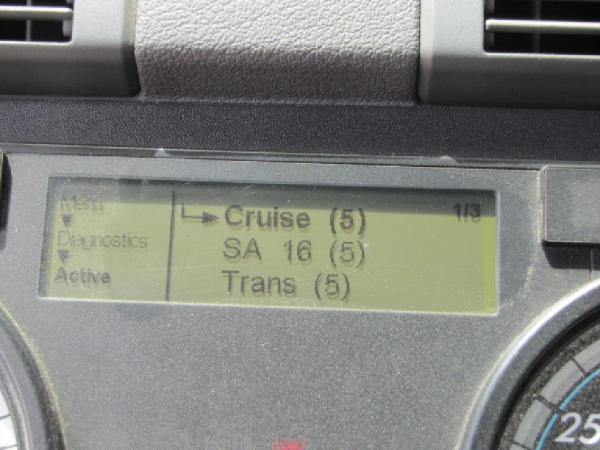 Menu
Diagnostics
Active
Cruise (5)
1/3
SA 16 (5)
Trans (5)
25